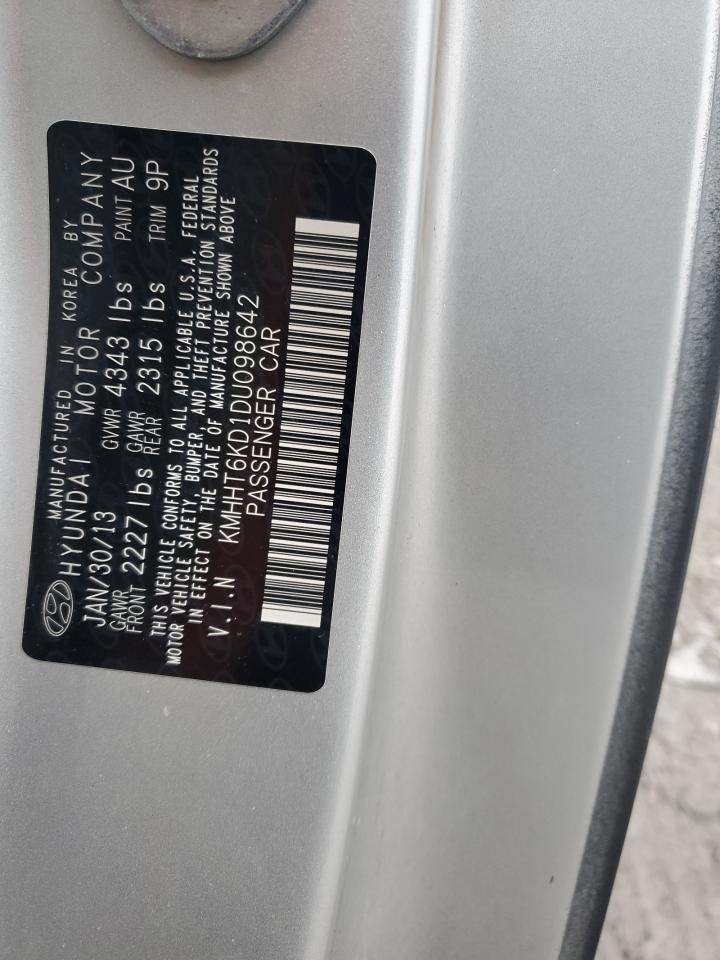 MANUFACTURED IN KOREA BY
HYUNDAI MOTOR COMPANY
JAN/30/13 GVWR 4343 lbs PAINT AU
GAWR FRONT 2227 lbs GAWR REAR 2315 lbs TRIM 9P
THIS VEHICLE CONFORMS TO ALL APPLICABLE U.S.A. FEDERAL
MOTOR VEHICLE SAFETY, BUMPER, AND THEFT PREVENTION STANDARDS
IN EFFECT ON THE DATE OF MANUFACTURE SHOWN ABOVE
V.I.N KMHHT6KD1DU098642
PASSENGER CAR